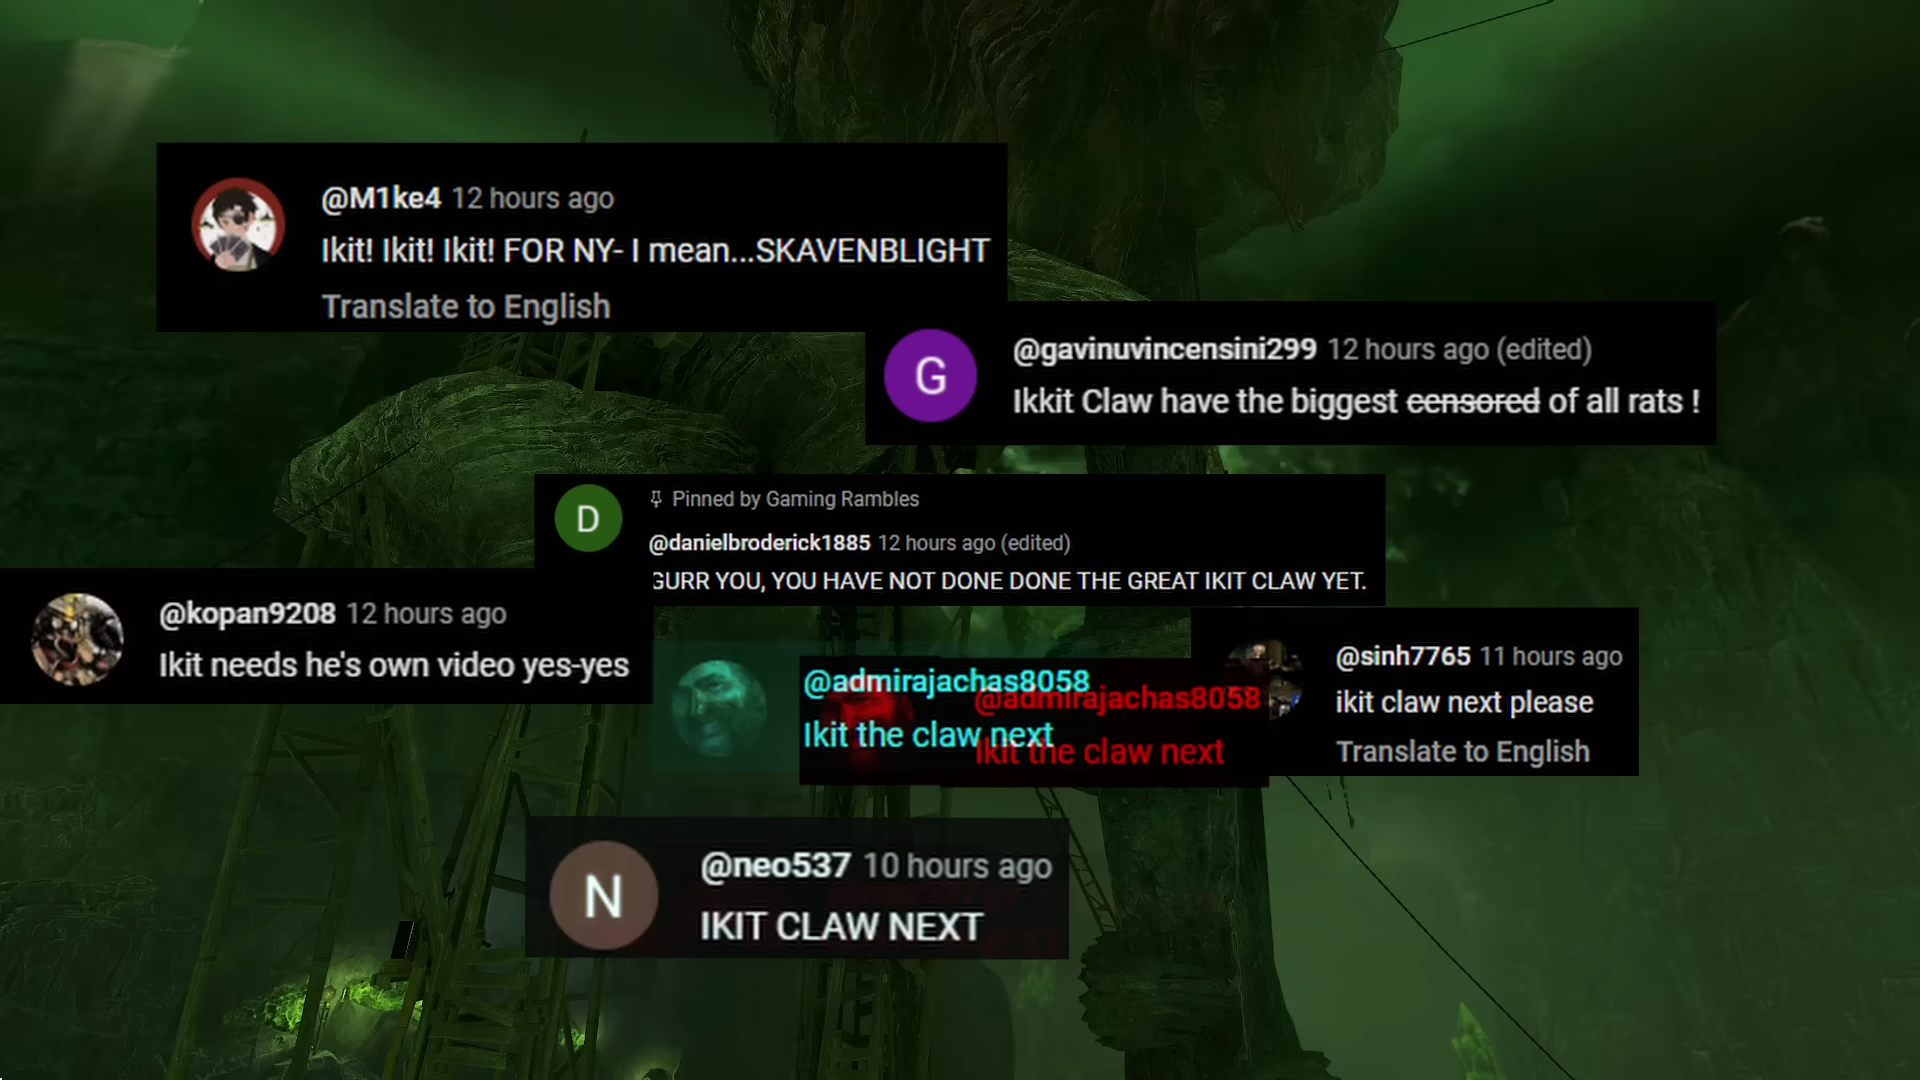 @M1ke4 12 hours ago
Ikit! Ikit! Ikit! FOR NY- I mean...SKAVENBLIGHT
Translate to English
G
@gavinuvincensini299 12 hours ago (edited)
Ikkit Claw have the biggest censored of all rats !
D
Pinned by Gaming Rambles
@danielbroderick1885 12 hours ago (edited)
GURR YOU, YOU HAVE NOT DONE DONE THE GREAT IKIT CLAW YET.
@kopan9208 12 hours ago
Ikit needs he's own video yes-yes
@admirajachas8058
Ikit the claw next
@admirajachas8058
Ikit the claw next
@sinh7765 11 hours ago
ikit claw next please
Translate to English
N
@neo537 10 hours ago
IKIT CLAW NEXT